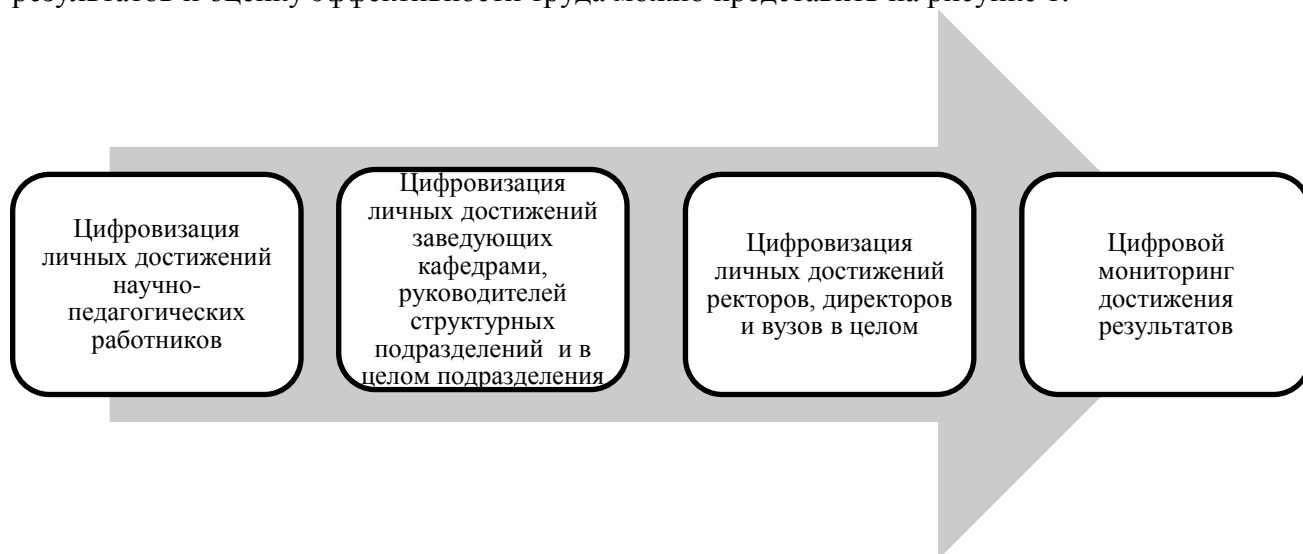 результатов и оценку эффективности труда можно представить на рисунке 1.
Цифровизация
личных достижений
научно-
педагогических
работников
Цифровизация
личных достижений
заведующих
кафедрами,
руководителей
структурных
подразделений и в
целом подразделения
Цифровизация
личных достижений
ректоров, директоров
и вузов в целом
Цифровой
мониторинг
достижения
результатов